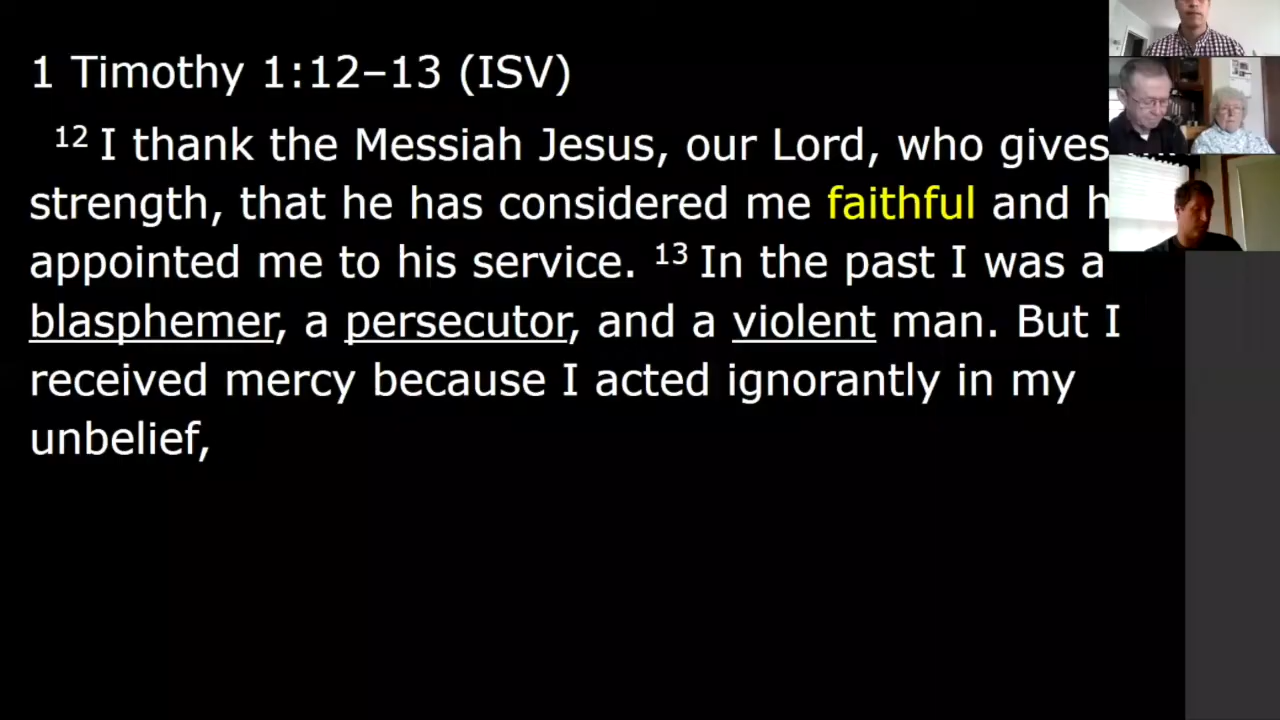 1 Timothy 1:12–13 (ISV)
12 I thank the Messiah Jesus, our Lord, who gives
strength, that he has considered me faithful and
appointed me to his service. 13 In the past I was a
blasphemer, a persecutor, and a violent man. But I
received mercy because I acted ignorantly in my
unbelief,